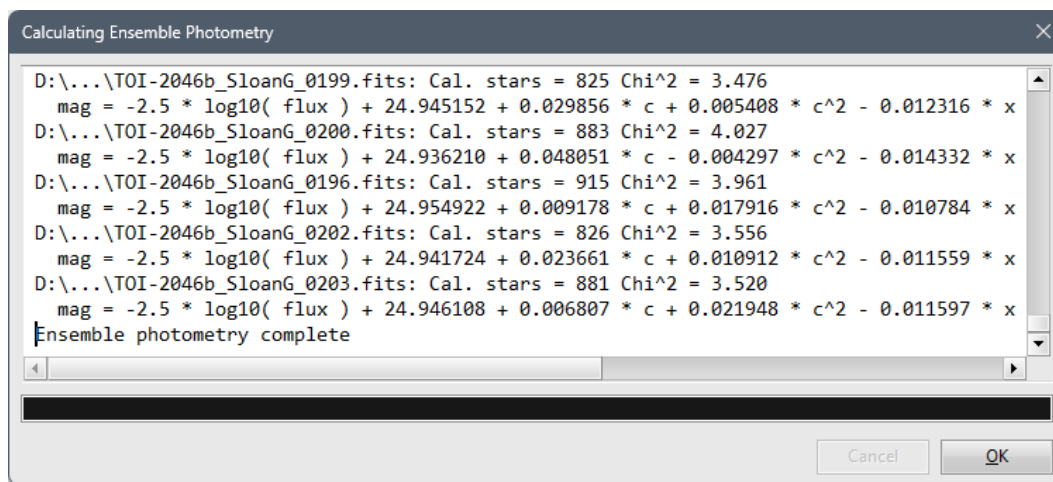 Calculating Ensemble Photometry
D:\...\TOI-2046b_SloanG_0199.fits: Cal. stars = 825 Chi^2 = 3.476
mag = -2.5 * log10( flux ) + 24.945152 + 0.029856 * c + 0.005408 * c^2 - 0.012316 * x
D:\...\TOI-2046b_SloanG_0200.fits: Cal. stars = 883 Chi^2 = 4.027
mag = -2.5 * log10( flux ) + 24.936210 + 0.048051 * c - 0.004297 * c^2 - 0.014332 * x
D:\...\TOI-2046b_SloanG_0196.fits: Cal. stars = 915 Chi^2 = 3.961
mag = -2.5 * log10( flux ) + 24.954922 + 0.009178 * c + 0.017916 * c^2 - 0.010784 * x
D:\...\TOI-2046b_SloanG_0202.fits: Cal. stars = 826 Chi^2 = 3.556
mag = -2.5 * log10( flux ) + 24.941724 + 0.023661 * c + 0.010912 * c^2 - 0.011559 * x
D:\...\TOI-2046b_SloanG_0203.fits: Cal. stars = 881 Chi^2 = 3.520
mag = -2.5 * log10( flux ) + 24.946108 + 0.006807 * c + 0.021948 * c^2 - 0.011597 * x
Ensemble photometry complete
Cancel
OK